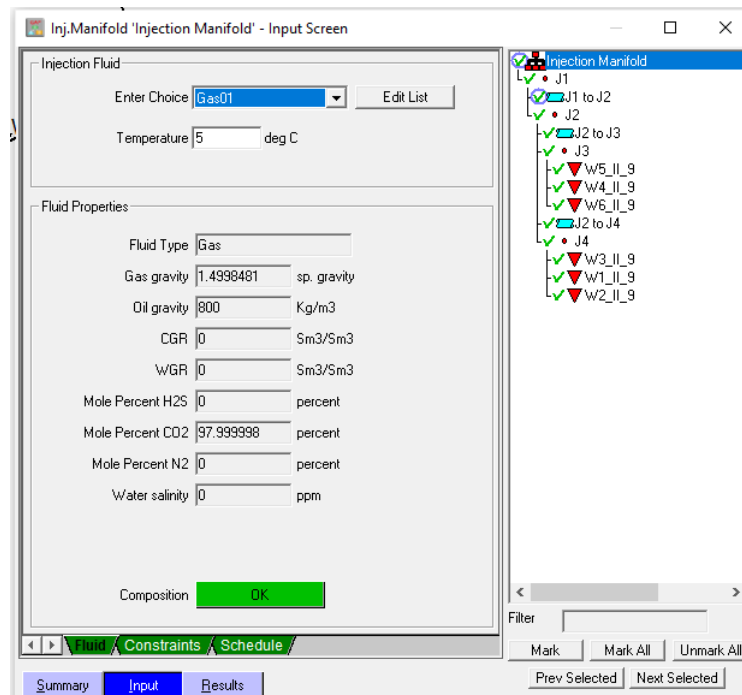 Inj.Manifold 'Injection Manifold' - Input Screen
Injection Fluid
Enter Choice Gas01 Edit List
Temperature 5 deg C
Fluid Properties
Fluid Type Gas
Gas gravity 1.4998481 sp. gravity
Oil gravity 800 Kg/m3
CGR 0 Sm3/Sm3
WGR 0 Sm3/Sm3
Mole Percent H2S 0 percent
Mole Percent CO2 97.999998 percent
Mole Percent N2 0 percent
Water salinity 0 ppm
Composition OK
Fluid Constraints Schedule
Summary Input Results
Injection Manifold
J1
J1 to J2
J2
J2 to J3
J3
W5_II_9
W4_II_9
W6_II_9
J2 to J4
J4
W3_II_9
W1_II_9
W2_II_9
Filter
Mark Mark All Unmark All
Prev Selected Next Selected